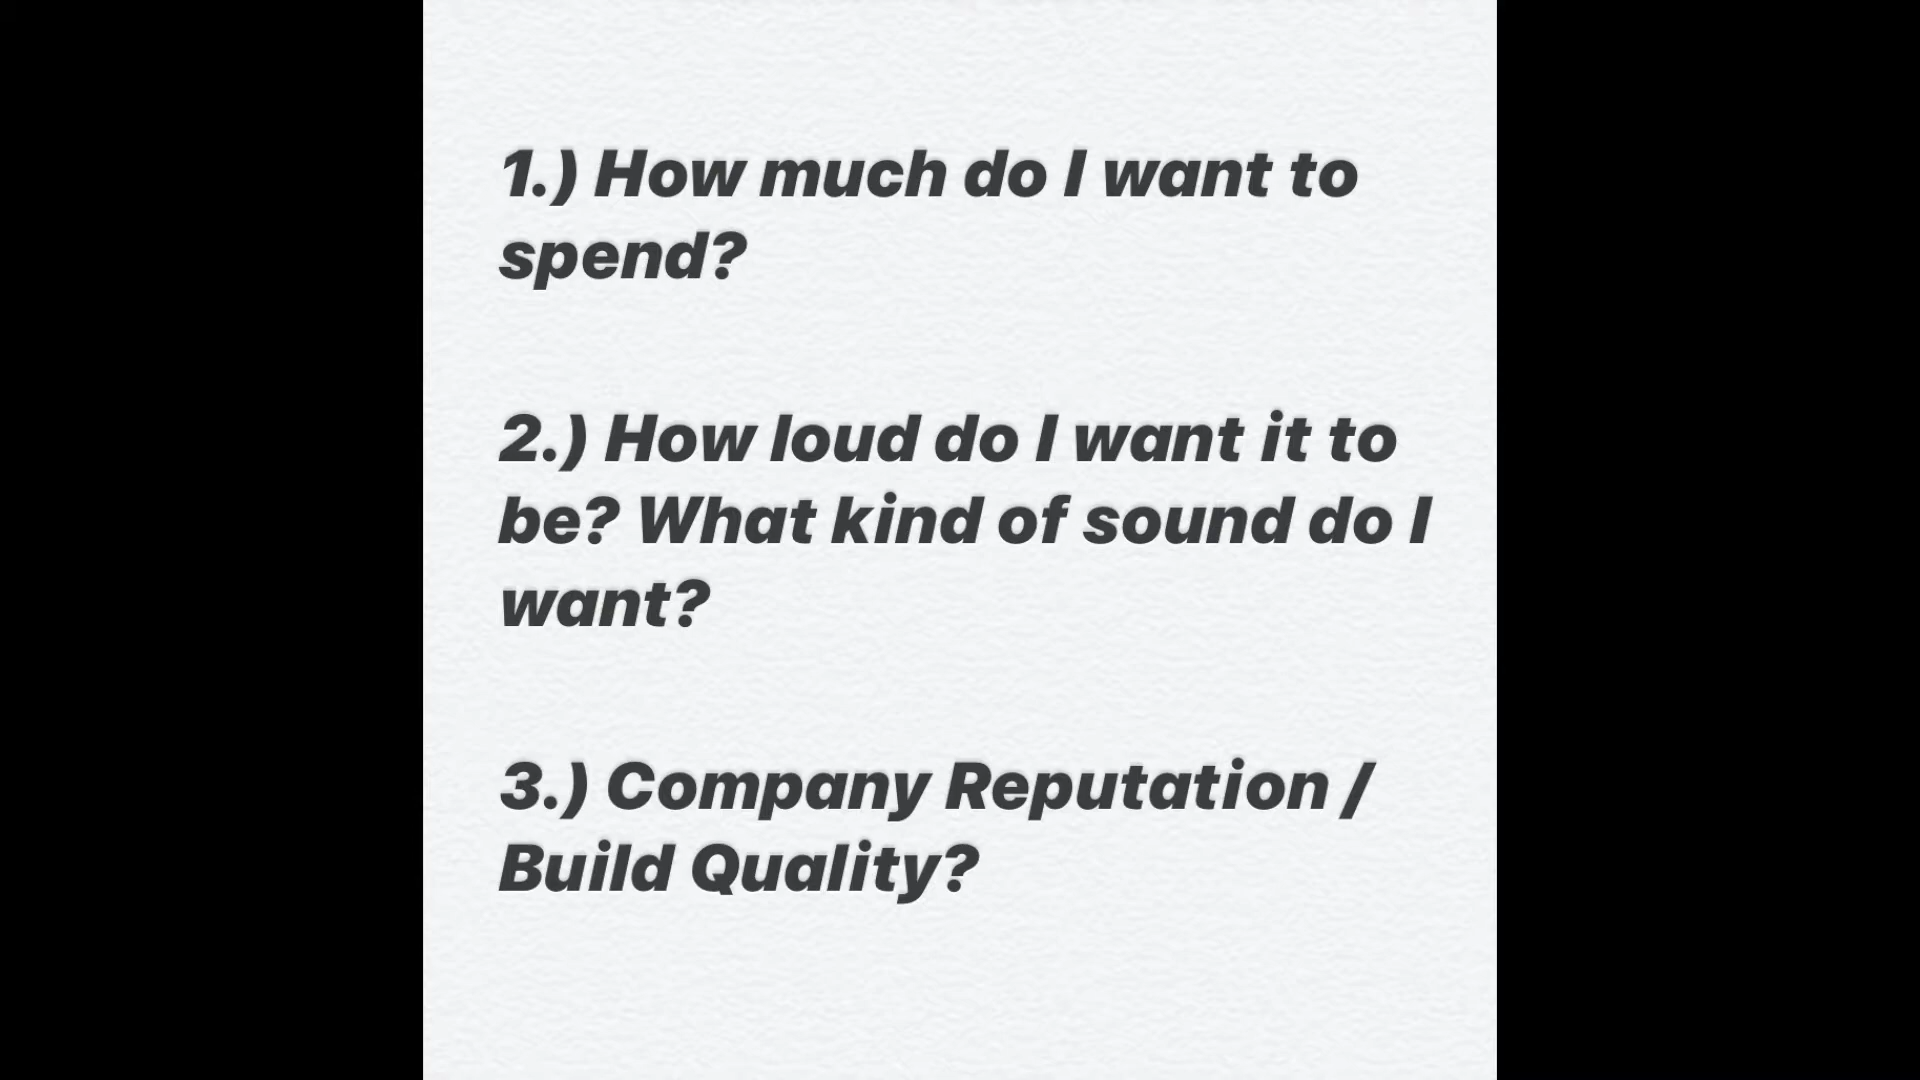 1.) How much do I want to
spend?
2.) How loud do I want it to
be? What kind of sound do I
want?
3.) Company Reputation /
Build Quality?